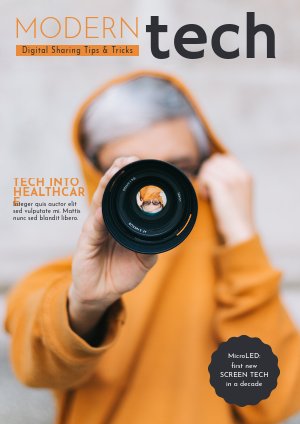 MODERN
tech
Digital Sharing Tips & Tricks
TECH INTO
HEALTHCAR
E
Integer quis auctor elit
sed vulputate mi. Mattis
nunc sed blandit libero.
MicroLED:
first new
SCREEN TECH
in a decade